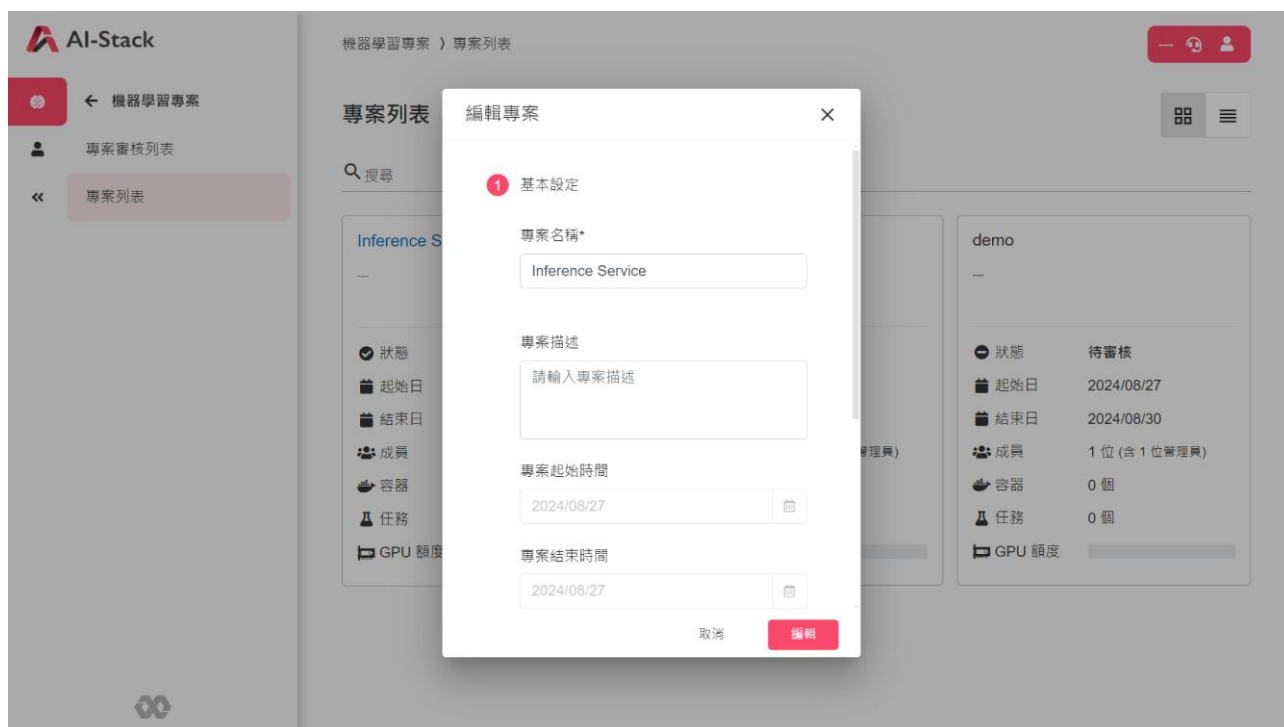 AI-Stack
機器學習專案 》專案列表
---
機器學習專案
專案審核列表
專案列表
專案列表
搜尋
編輯專案
1 基本設定
專案名稱*
Inference Service
專案描述
請輸入專案描述
專案起始時間
2024/08/27
專案結束時間
2024/08/27
取消
編輯
Inference S
---
狀態
起始日
結束日
成員
容器
任務
GPU 額度
管理員)
demo
---
狀態 待審核
起始日 2024/08/27
結束日 2024/08/30
成員 1 位 (含 1 位管理員)
容器 0 個
任務 0 個
GPU 額度